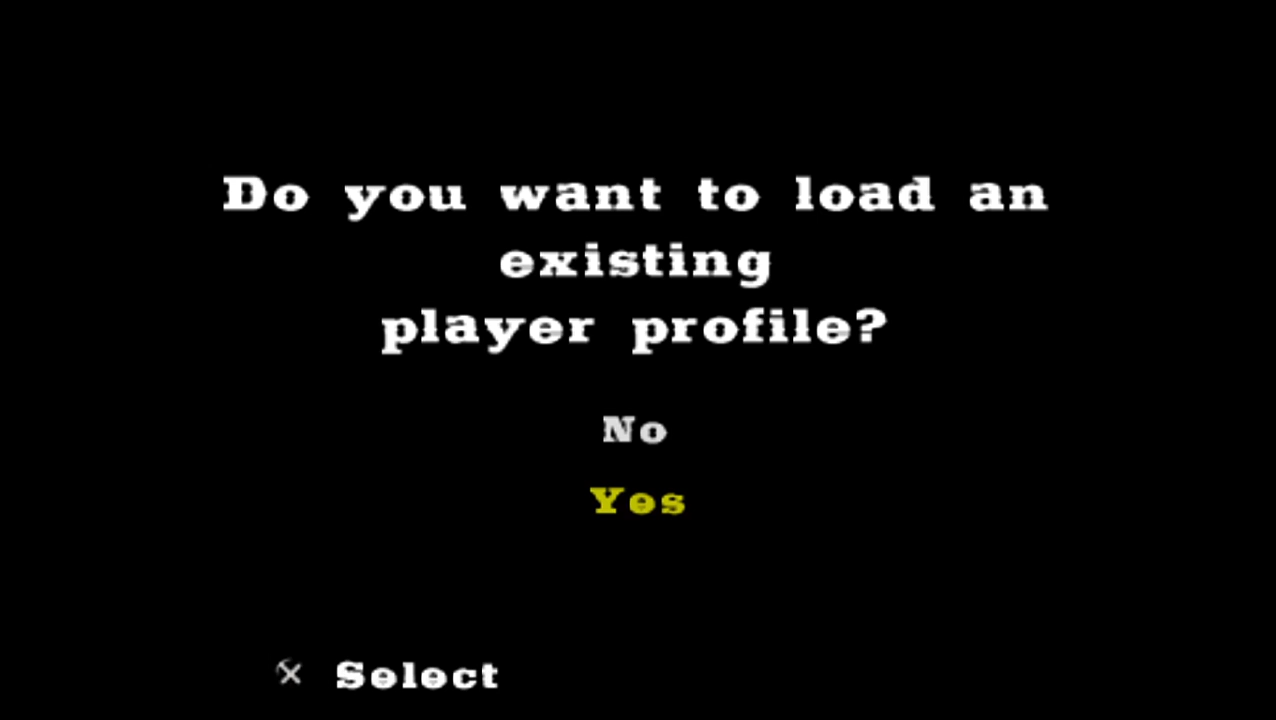 Do you want to load an
existing
player profile?
No
Yes
Select